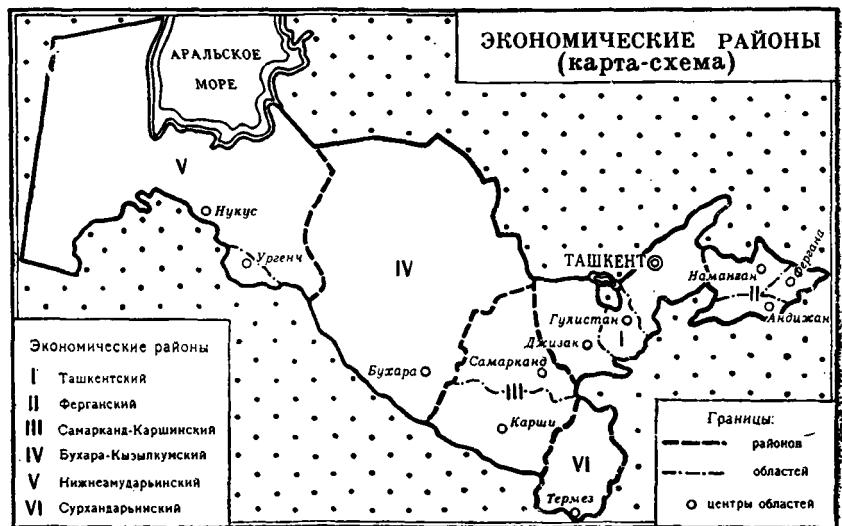 ЭКОНОМИЧЕСКИЕ РАЙОНЫ
(карта-схема)
АРАЛЬСКОЕ
МОРЕ
V
Нукус
Ургенч
IV
ТАШКЕНТ
Наманган
Фергана
II
Андижан
Гулистан
I
Джизак
Самарканд
Бухара
III
Карши
VI
Термез
Экономические районы
I Ташкентский
II Ферганский
III Самарканд-Каршинский
IV Бухара-Кызылкумский
V Нижнеамударьинский
VI Сурхандарьинский
Границы:
районов
областей
центры областей